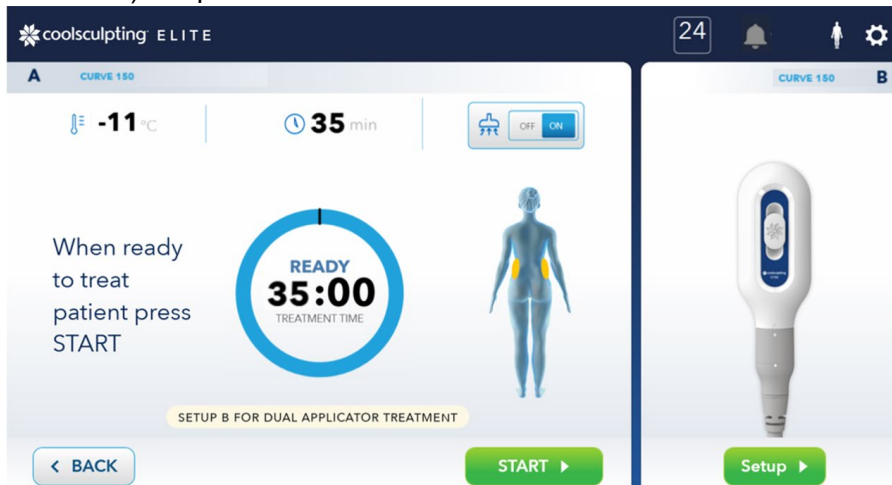 coolsculpting ELITE
24
A CURVE 150
CURVE 150 B
-11 °C
35 min
OFF ON
When ready
to treat
patient press
START
READY
35:00
TREATMENT TIME
SETUP B FOR DUAL APPLICATOR TREATMENT
BACK
START
Setup